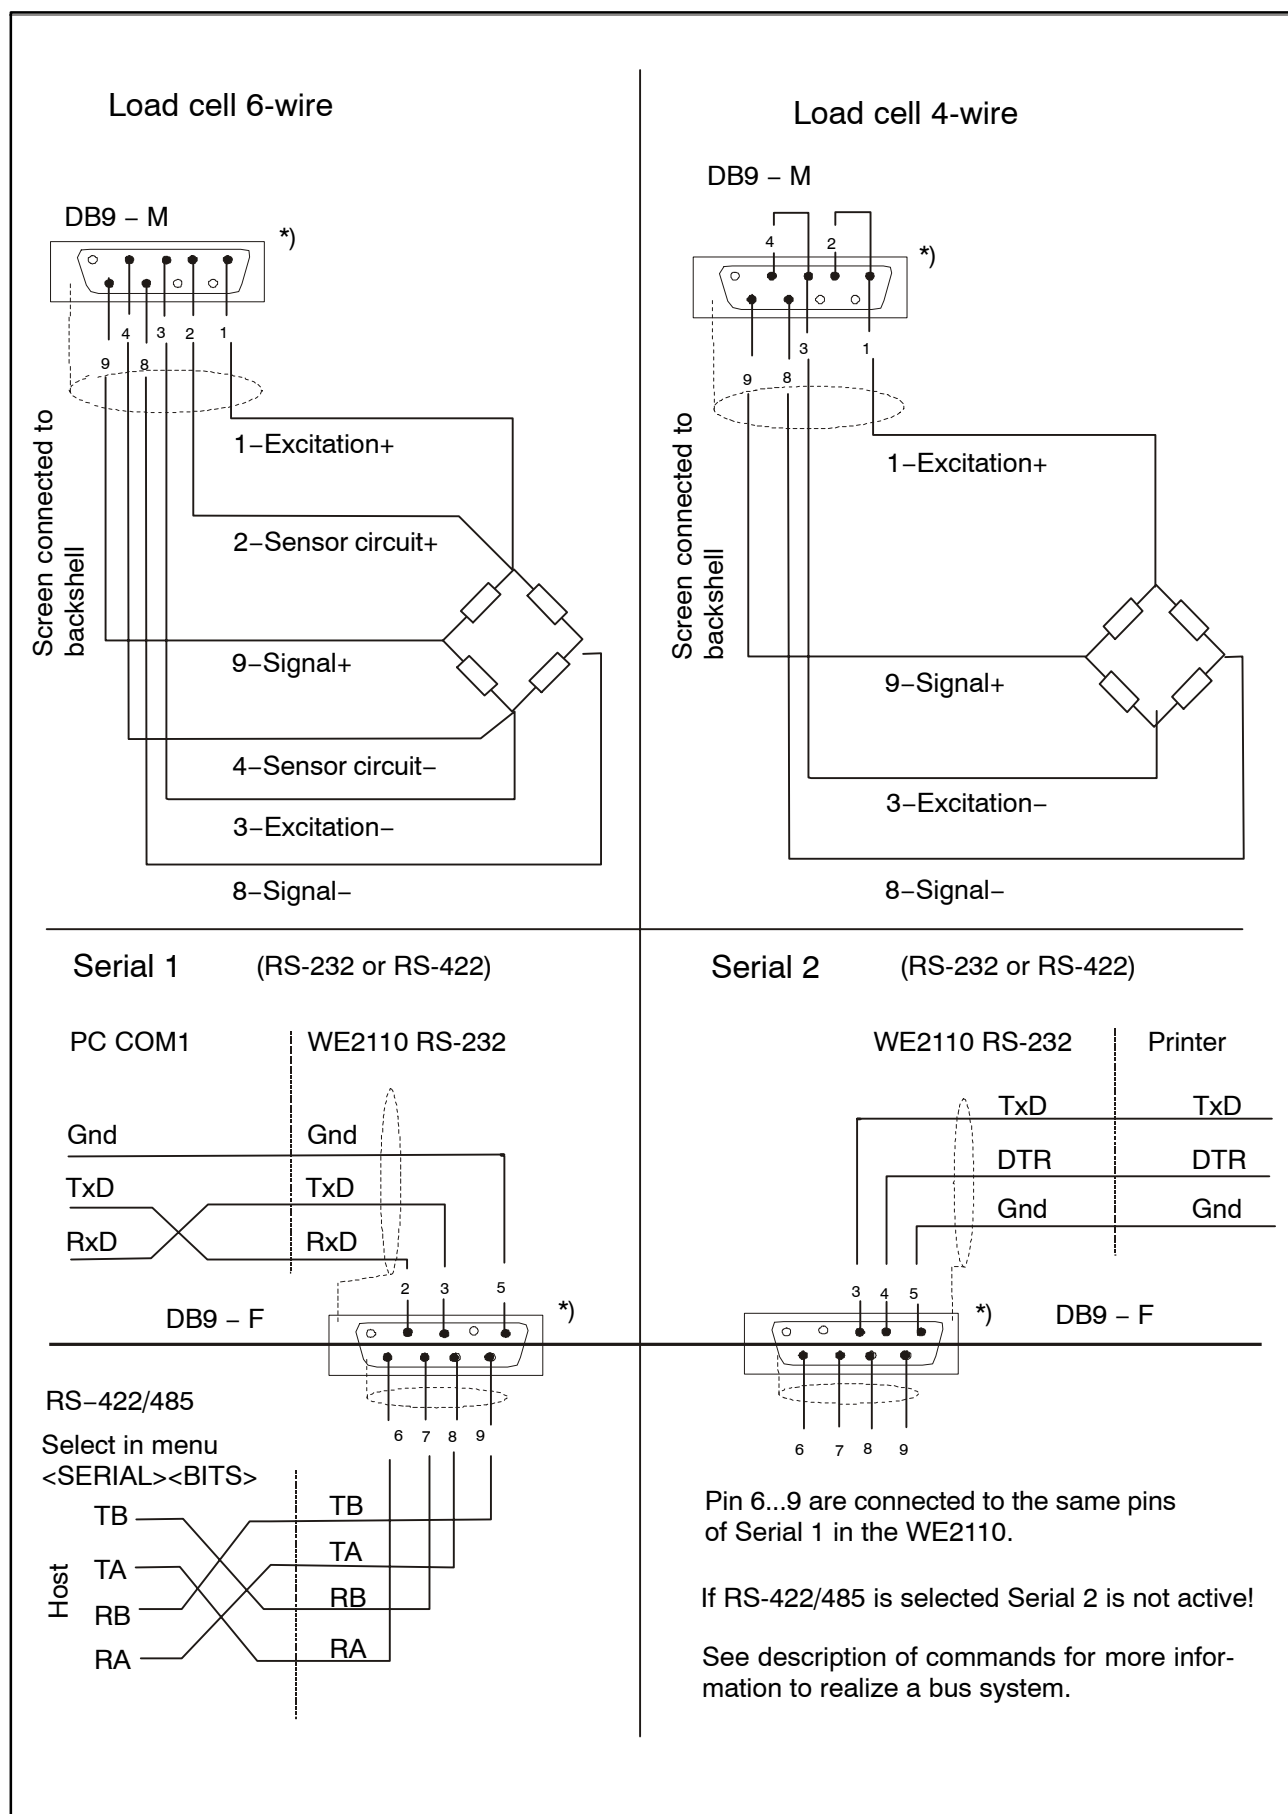 Load cell 6-wire
DB9 – M
*)
4 3 2 1
9 8
Screen connected to
backshell
1–Excitation+
2–Sensor circuit+
9–Signal+
4–Sensor circuit–
3–Excitation–
8–Signal–
Load cell 4-wire
DB9 – M
4 2
*)
3 1
9 8
Screen connected to
backshell
1–Excitation+
9–Signal+
3–Excitation–
8–Signal–
Serial 1 (RS-232 or RS-422)
PC COM1 WE2110 RS-232
Gnd Gnd
TxD TxD
RxD RxD
2 3 5
DB9 – F *)
RS–422/485
6 7 8 9
Select in menu
<SERIAL><BITS>
Host
TB TB
TA TA
RB RB
RA RA
Serial 2 (RS-232 or RS-422)
WE2110 RS-232 Printer
TxD TxD
DTR DTR
Gnd Gnd
3 4 5
*) DB9 – F
6 7 8 9
Pin 6...9 are connected to the same pins
of Serial 1 in the WE2110.
If RS-422/485 is selected Serial 2 is not active!
See description of commands for more infor-
mation to realize a bus system.